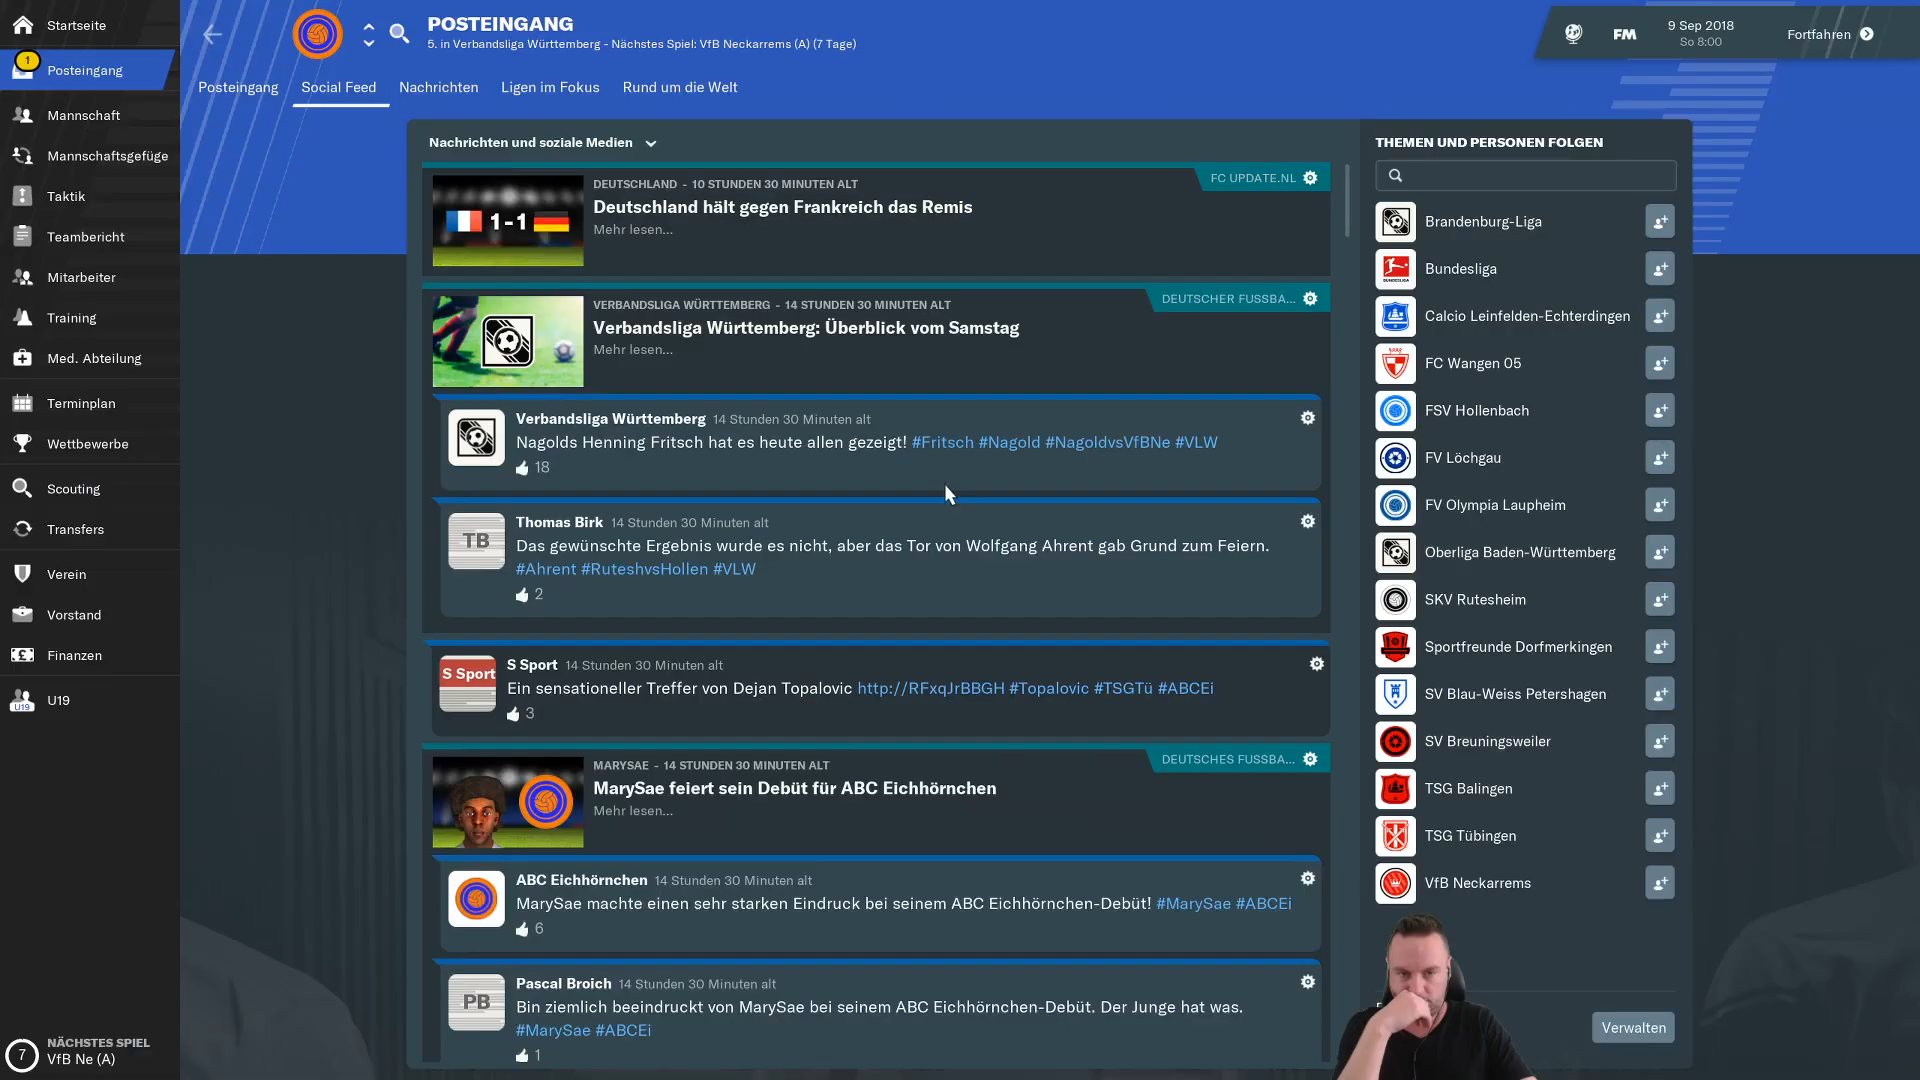 Startseite
1
Posteingang
Mannschaft
Mannschaftsgefüge
Taktik
Teambericht
Mitarbeiter
Training
Med. Abteilung
Terminplan
Wettbewerbe
Scouting
Transfers
Verein
Vorstand
Finanzen
U19
U19
7
NÄCHSTES SPIEL
VfB Ne (A)
POSTEINGANG
5. in Verbandsliga Württemberg - Nächstes Spiel: VfB Neckarrems (A) (7 Tage)
FM
9 Sep 2018
So 8:00
Fortfahren
Posteingang
Social Feed
Nachrichten
Ligen im Fokus
Rund um die Welt
Nachrichten und soziale Medien
1-1
DEUTSCHLAND - 10 STUNDEN 30 MINUTEN ALT
FC UPDATE.NL
Deutschland hält gegen Frankreich das Remis
Mehr lesen...
VERBANDSLIGA WÜRTTEMBERG - 14 STUNDEN 30 MINUTEN ALT
DEUTSCHER FUSSBA...
Verbandsliga Württemberg: Überblick vom Samstag
Mehr lesen...
Verbandsliga Württemberg 14 Stunden 30 Minuten alt
Nagolds Henning Fritsch hat es heute allen gezeigt! #Fritsch #Nagold #NagoldvsVfBNe #VLW
18
TB
Thomas Birk 14 Stunden 30 Minuten alt
Das gewünschte Ergebnis wurde es nicht, aber das Tor von Wolfgang Ahrent gab Grund zum Feiern.
#Ahrent #RuteshvsHollen #VLW
2
S Sport
S Sport 14 Stunden 30 Minuten alt
Ein sensationeller Treffer von Dejan Topalovic http://RFxqJrBBGH #Topalovic #TSGTü #ABCEi
3
MARYSAE - 14 STUNDEN 30 MINUTEN ALT
DEUTSCHES FUSSBA...
MarySae feiert sein Debüt für ABC Eichhörnchen
Mehr lesen...
ABC Eichhörnchen 14 Stunden 30 Minuten alt
MarySae machte einen sehr starken Eindruck bei seinem ABC Eichhörnchen-Debüt! #MarySae #ABCEi
6
PB
Pascal Broich 14 Stunden 30 Minuten alt
Bin ziemlich beeindruckt von MarySae bei seinem ABC Eichhörnchen-Debüt. Der Junge hat was.
#MarySae #ABCEi
1
THEMEN UND PERSONEN FOLGEN
Brandenburg-Liga
Bundesliga
Calcio Leinfelden-Echterdingen
FC Wangen 05
FSV Hollenbach
FV Löchgau
FV Olympia Laupheim
Oberliga Baden-Württemberg
SKV Rutesheim
Sportfreunde Dorfmerkingen
SV Blau-Weiss Petershagen
SV Breuningsweiler
TSG Balingen
TSG Tübingen
VfB Neckarrems
Verwalten